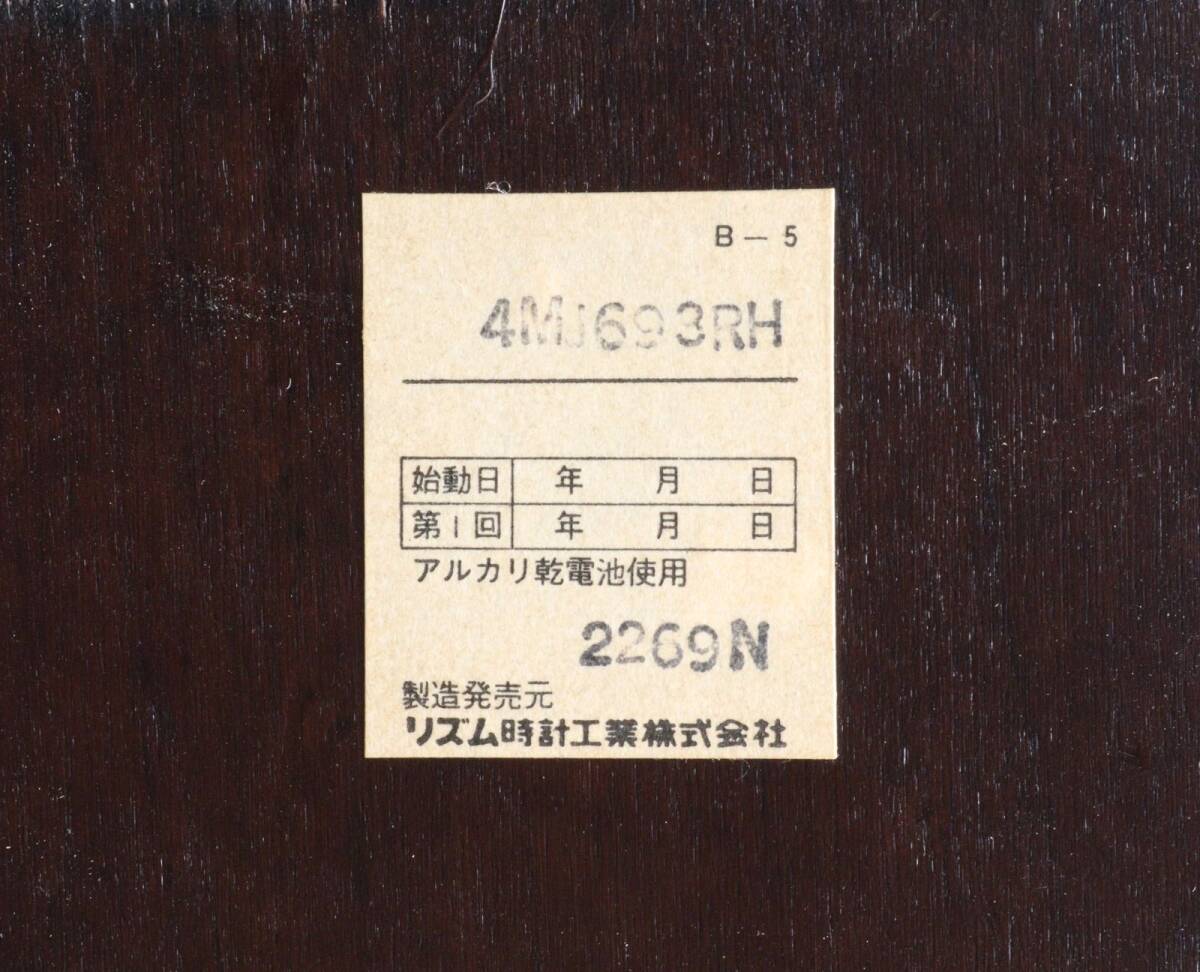 B－5
4MJ693RH
始動日 年 月 日
第1回 年 月 日
アルカリ乾電池使用
2269N
製造発売元
リズム時計工業株式会社